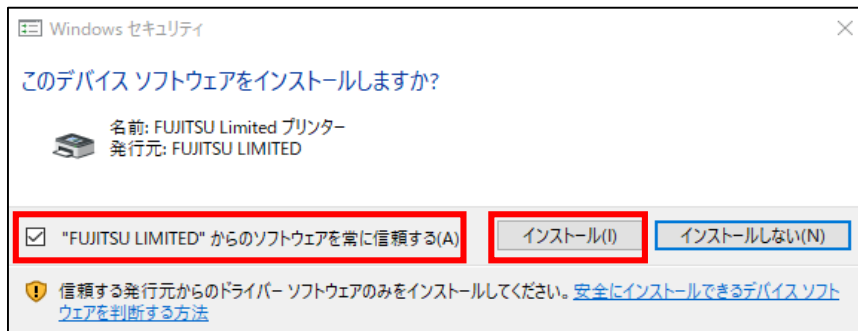 Windows セキュリティ
このデバイス ソフトウェアをインストールしますか?
名前: FUJITSU Limited プリンター
発行元: FUJITSU LIMITED
"FUJITSU LIMITED" からのソフトウェアを常に信頼する(A)
インストール(I)
インストールしない(N)
信頼する発行元からのドライバー ソフトウェアのみをインストールしてください。安全にインストールできるデバイス ソフト
ウェアを判断する方法